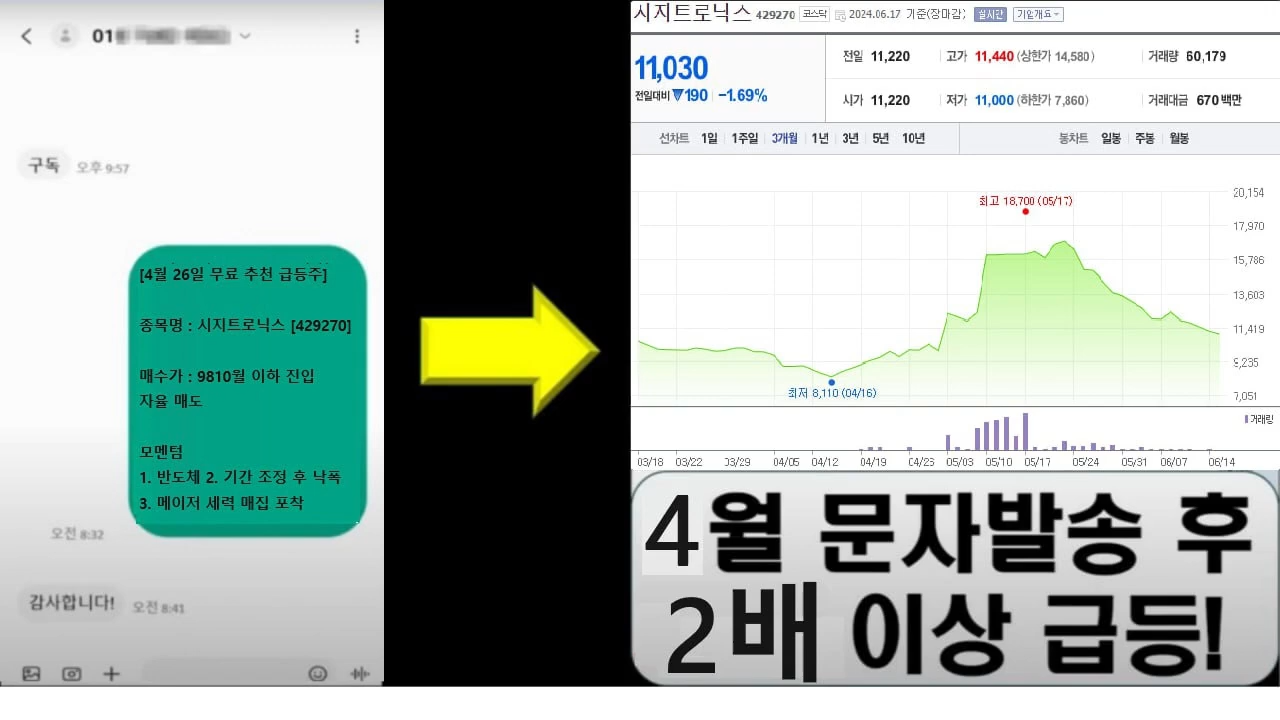 구독 오후 9:57
[4월 26일 무료 추천 급등주]
종목명 : 시지트로닉스 [429270]
매수가 : 9810월 이하 진입
자율 매도
모멘텀
1. 반도체 2. 기간 조정 후 낙폭
3. 메이저 세력 매집 포착
오전 8:32
감사합니다! 오전 8:41
시지트로닉스 429270 코스닥 2024.06.17 기준(장마감) 실시간 기업개요
11,030
전일대비 ▼190 -1.69%
전일 11,220 고가 11,440 (상한가 14,580) 거래량 60,179
시가 11,220 저가 11,000 (하한가 7,860) 거래대금 670 백만
선차트 1일 1주일 3개월 1년 3년 5년 10년 봉차트 일봉 주봉 월봉
최고 18,700 (05/17)
최저 8,110 (04/16)
20,154
17,970
15,786
13,603
11,419
9,235
7,051
거래량
03/18 03/22 03/29 04/05 04/12 04/19 04/26 05/03 05/10 05/17 05/24 05/31 06/07 06/14
4월 문자발송 후
2배 이상 급등!